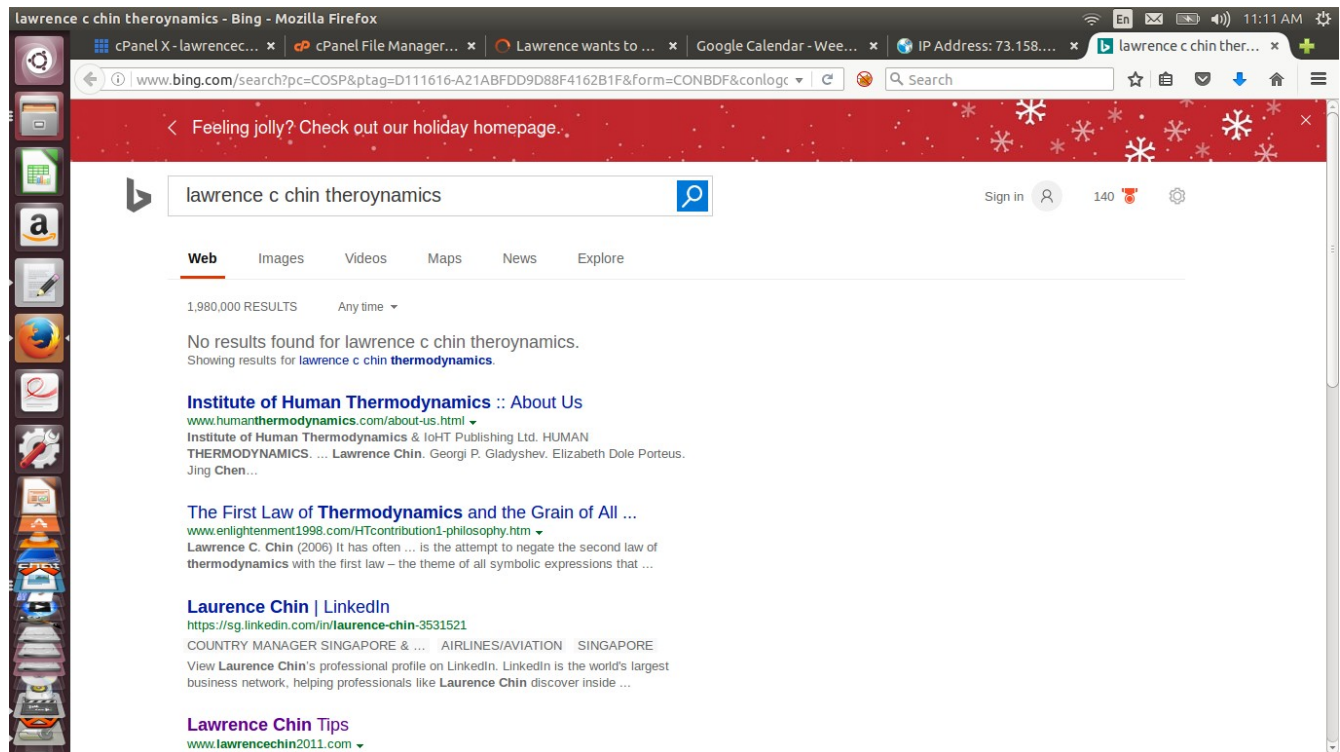 lawrence c chin theroynamics - Bing - Mozilla Firefox
En 11:11 AM
cPanel X - lawrencec... × cPanel File Manager... × Lawrence wants to ... × Google Calendar - Wee... × IP Address: 73.158.... × lawrence c chin ther... ×
www.bing.com/search?pc=COSP&ptag=D111616-A21ABFDD9D88F4162B1F&form=CONBDF&conlogo Search
Feeling jolly? Check out our holiday homepage.
lawrence c chin theroynamics
Sign in 140
Web Images Videos Maps News Explore
1,980,000 RESULTS Any time
No results found for lawrence c chin theroynamics.
Showing results for lawrence c chin thermodynamics.
Institute of Human Thermodynamics :: About Us
www.humanthermodynamics.com/about-us.html
Institute of Human Thermodynamics & IoHT Publishing Ltd. HUMAN
THERMODYNAMICS. ... Lawrence Chin. Georgi P. Gladyshev. Elizabeth Dole Porteus.
Jing Chen...
The First Law of Thermodynamics and the Grain of All ...
www.enlightenment1998.com/HTcontribution1-philosophy.htm
Lawrence C. Chin (2006) It has often ... is the attempt to negate the second law of
thermodynamics with the first law – the theme of all symbolic expressions that ...
Laurence Chin | LinkedIn
https://sg.linkedin.com/in/laurence-chin-3531521
COUNTRY MANAGER SINGAPORE & ... AIRLINES/AVIATION SINGAPORE
View Laurence Chin's professional profile on LinkedIn. LinkedIn is the world's largest
business network, helping professionals like Laurence Chin discover inside ...
Lawrence Chin Tips
www.lawrencechin2011.com